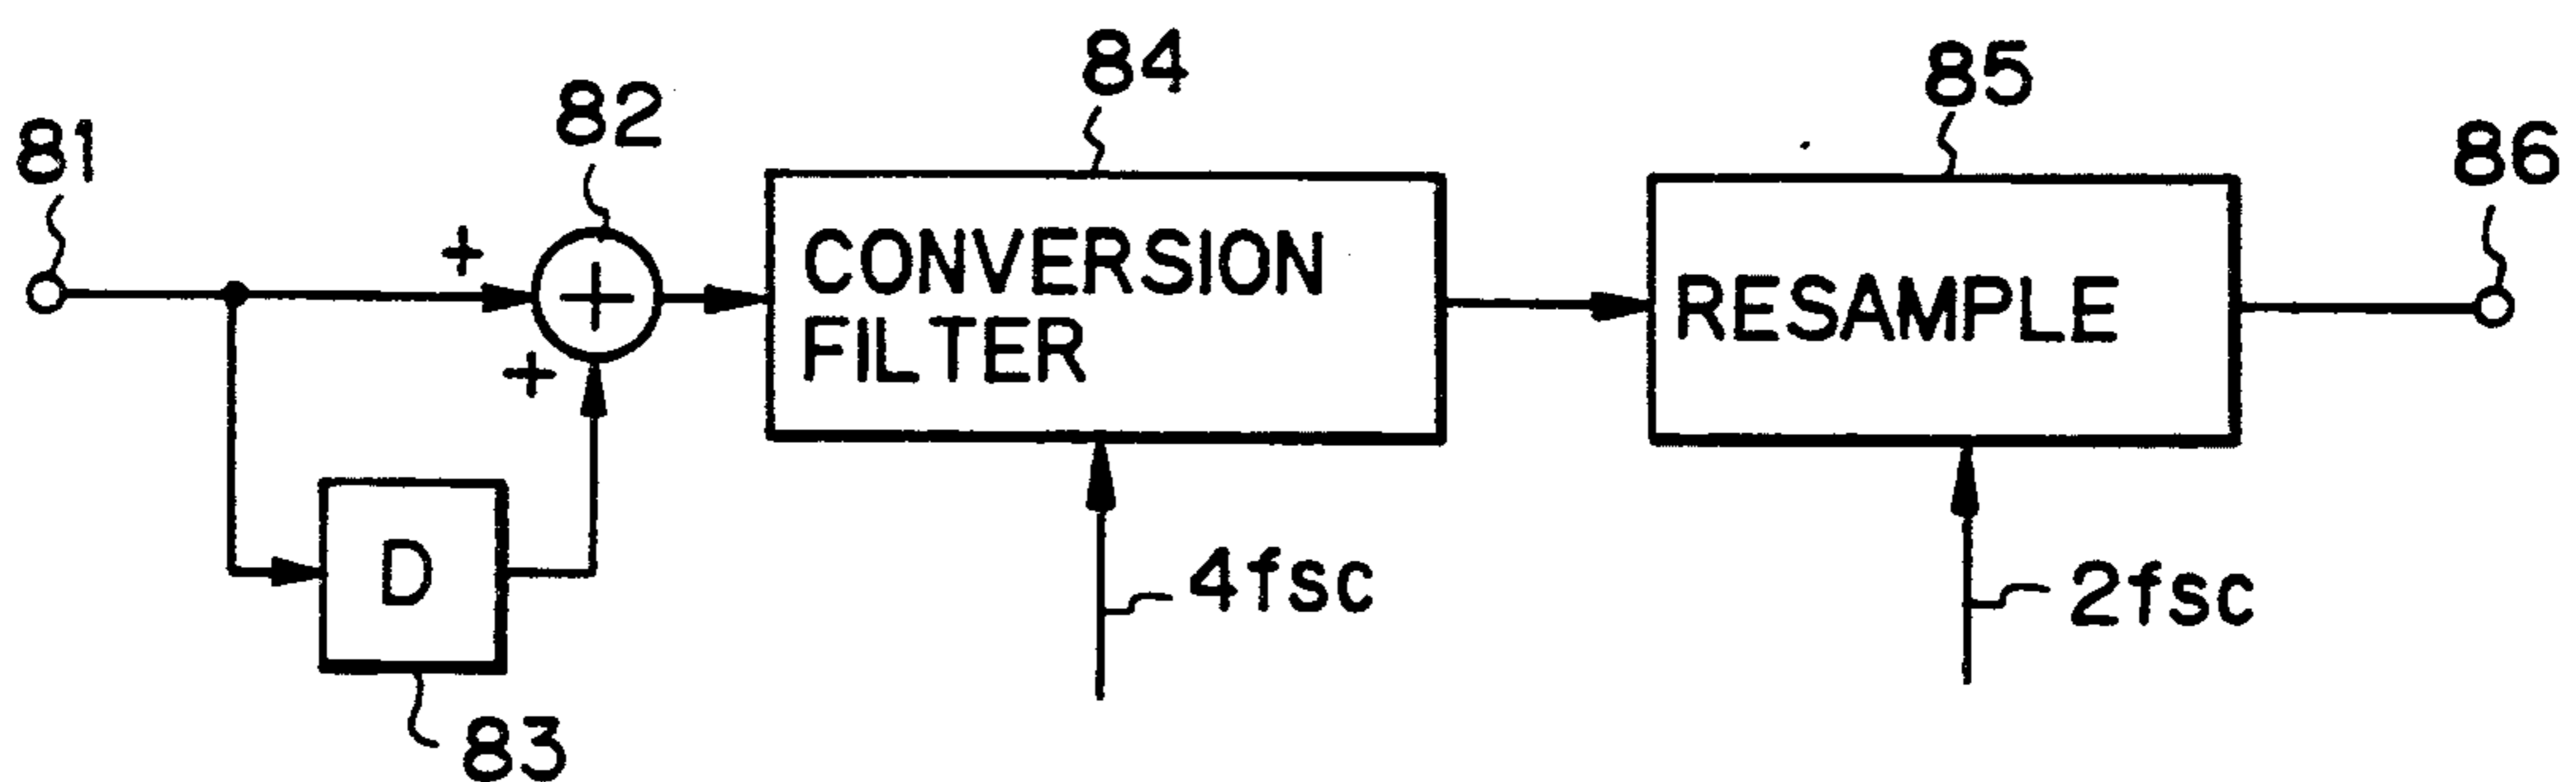 81
82
84
85
86
+
+
+
CONVERSION
FILTER
RESAMPLE
D
83
4fsc
2fsc